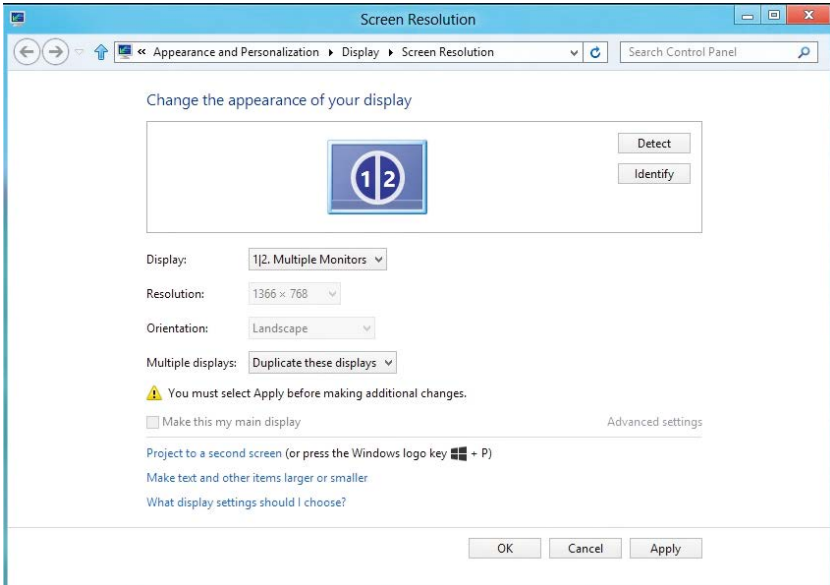 Screen Resolution
« Appearance and Personalization ▸ Display ▸ Screen Resolution Search Control Panel
Change the appearance of your display
Detect
1|2
Identify
Display: 1|2. Multiple Monitors
Resolution: 1366 × 768
Orientation: Landscape
Multiple displays: Duplicate these displays
You must select Apply before making additional changes.
Make this my main display Advanced settings
Project to a second screen (or press the Windows logo key + P)
Make text and other items larger or smaller
What display settings should I choose?
OK Cancel Apply